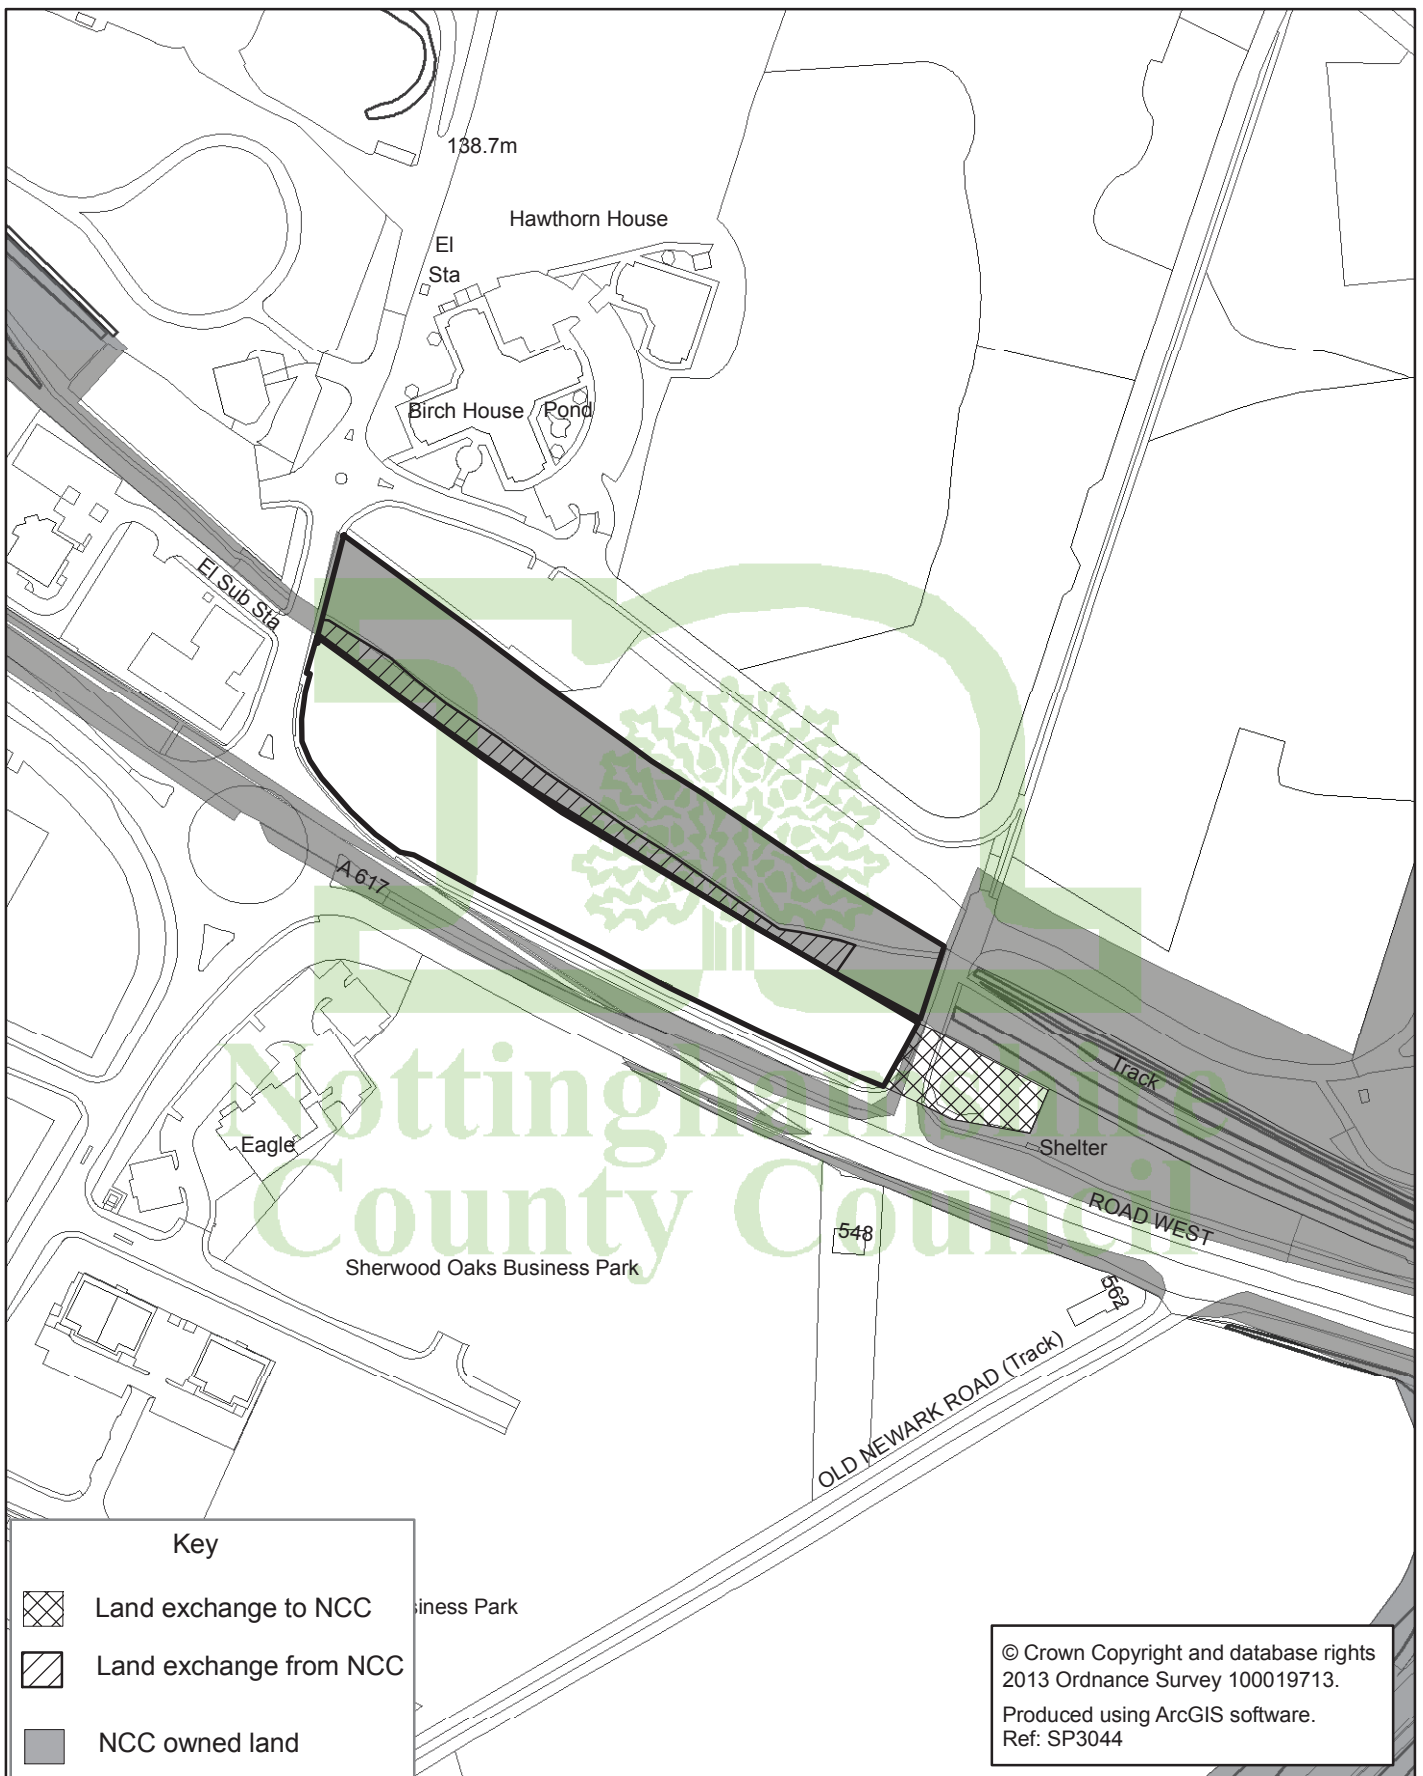 138.7m
Hawthorn House
El
Sta
Birch House
Pond
El Sub Sta
A 617
Nottinghamshire
County Council
Track
Shelter
Eagle
ROAD WEST
548
Sherwood Oaks Business Park
562
OLD NEWARK ROAD (Track)
Key
Land exchange to NCC
siness Park
Land exchange from NCC
NCC owned land
© Crown Copyright and database rights
2013 Ordnance Survey 100019713.
Produced using ArcGIS software.
Ref: SP3044